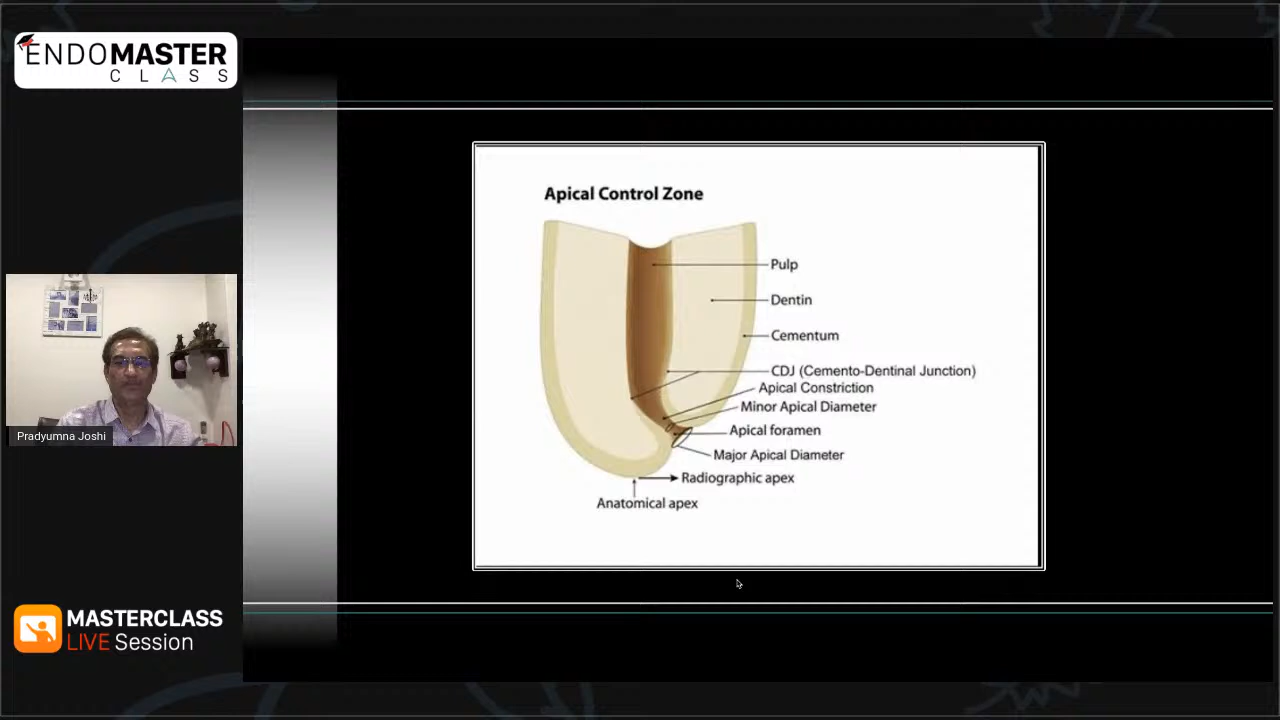 ENDOMASTER
CLASS
Apical Control Zone
Pulp
Dentin
Cementum
CDJ (Cemento-Dentinal Junction)
Apical Constriction
Minor Apical Diameter
Apical foramen
Major Apical Diameter
Radiographic apex
Anatomical apex
Pradyumna Joshi
MASTERCLASS
LIVE Session